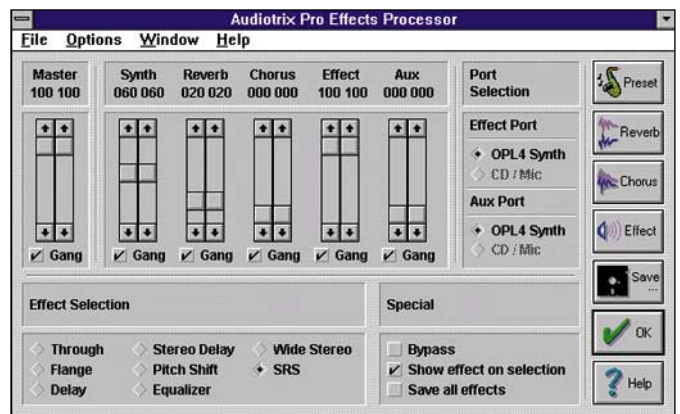 Audiotrix Pro Effects Processor
File Options Window Help
Master Synth Reverb Chorus Effect Aux
100 100 060 060 020 020 000 000 100 100 000 000
Port
Selection
Effect Port
OPL4 Synth
CD / Mic
Aux Port
OPL4 Synth
CD / Mic
Gang Gang Gang Gang Gang Gang
Effect Selection
Through Stereo Delay Wide Stereo
Flange Pitch Shift SRS
Delay Equalizer
Special
Bypass
Show effect on selection
Save all effects
Preset
Reverb
Chorus
Effect
Save
...
OK
Help